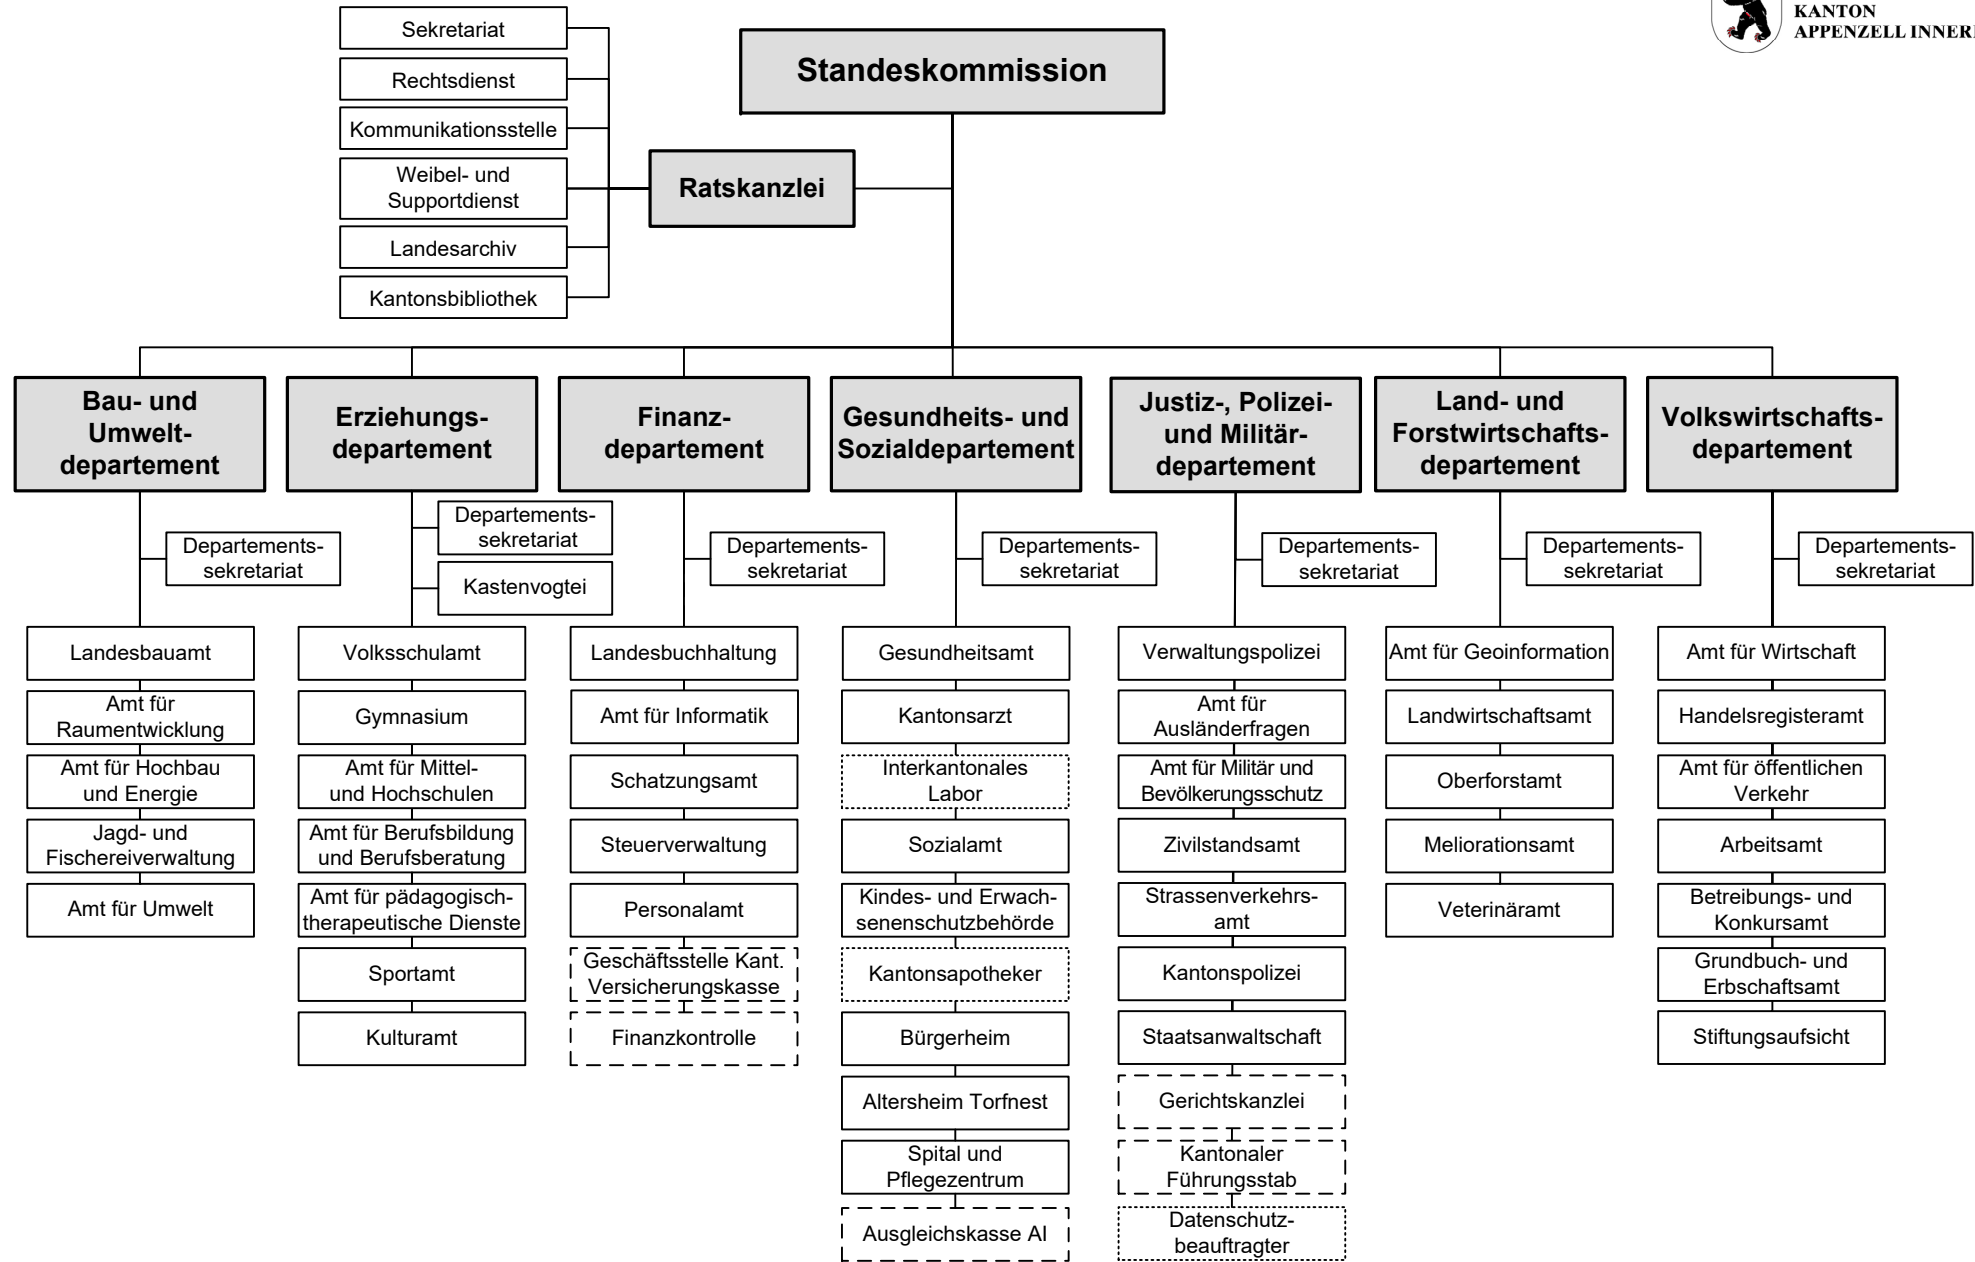 KANTON
APPENZELL INNER
Sekretariat
Rechtsdienst
Kommunikationsstelle
Weibel- und
Supportdienst
Landesarchiv
Kantonsbibliothek
Standeskommission
Ratskanzlei
Bau- und
Umwelt-
departement
Departements-
sekretariat
Landesbauamt
Amt für
Raumentwicklung
Amt für Hochbau
und Energie
Jagd- und
Fischereiverwaltung
Amt für Umwelt
Erziehungs-
departement
Departements-
sekretariat
Kastenvogtei
Volksschulamt
Gymnasium
Amt für Mittel-
und Hochschulen
Amt für Berufsbildung
und Berufsberatung
Amt für pädagogisch-
therapeutische Dienste
Sportamt
Kulturamt
Finanz-
departement
Departements-
sekretariat
Landesbuchhaltung
Amt für Informatik
Schatzungsamt
Steuerverwaltung
Personalamt
Geschäftsstelle Kant.
Versicherungskasse
Finanzkontrolle
Gesundheits- und
Sozialdepartement
Departements-
sekretariat
Gesundheitsamt
Kantonsarzt
Interkantonales
Labor
Sozialamt
Kindes- und Erwach-
senenschutzbehörde
Kantonsapotheker
Bürgerheim
Altersheim Torfnest
Spital und
Pflegezentrum
Ausgleichskasse AI
Justiz-, Polizei-
und Militär-
departement
Departements-
sekretariat
Verwaltungspolizei
Amt für
Ausländerfragen
Amt für Militär und
Bevölkerungsschutz
Zivilstandsamt
Strassenverkehrs-
amt
Kantonspolizei
Staatsanwaltschaft
Gerichtskanzlei
Kantonaler
Führungsstab
Datenschutz-
beauftragter
Land- und
Forstwirtschafts-
departement
Departements-
sekretariat
Amt für Geoinformation
Landwirtschaftsamt
Oberforstamt
Meliorationsamt
Veterinäramt
Volkswirtschafts-
departement
Departements-
sekretariat
Amt für Wirtschaft
Handelsregisteramt
Amt für öffentlichen
Verkehr
Arbeitsamt
Betreibungs- und
Konkursamt
Grundbuch- und
Erbschaftsamt
Stiftungsaufsicht